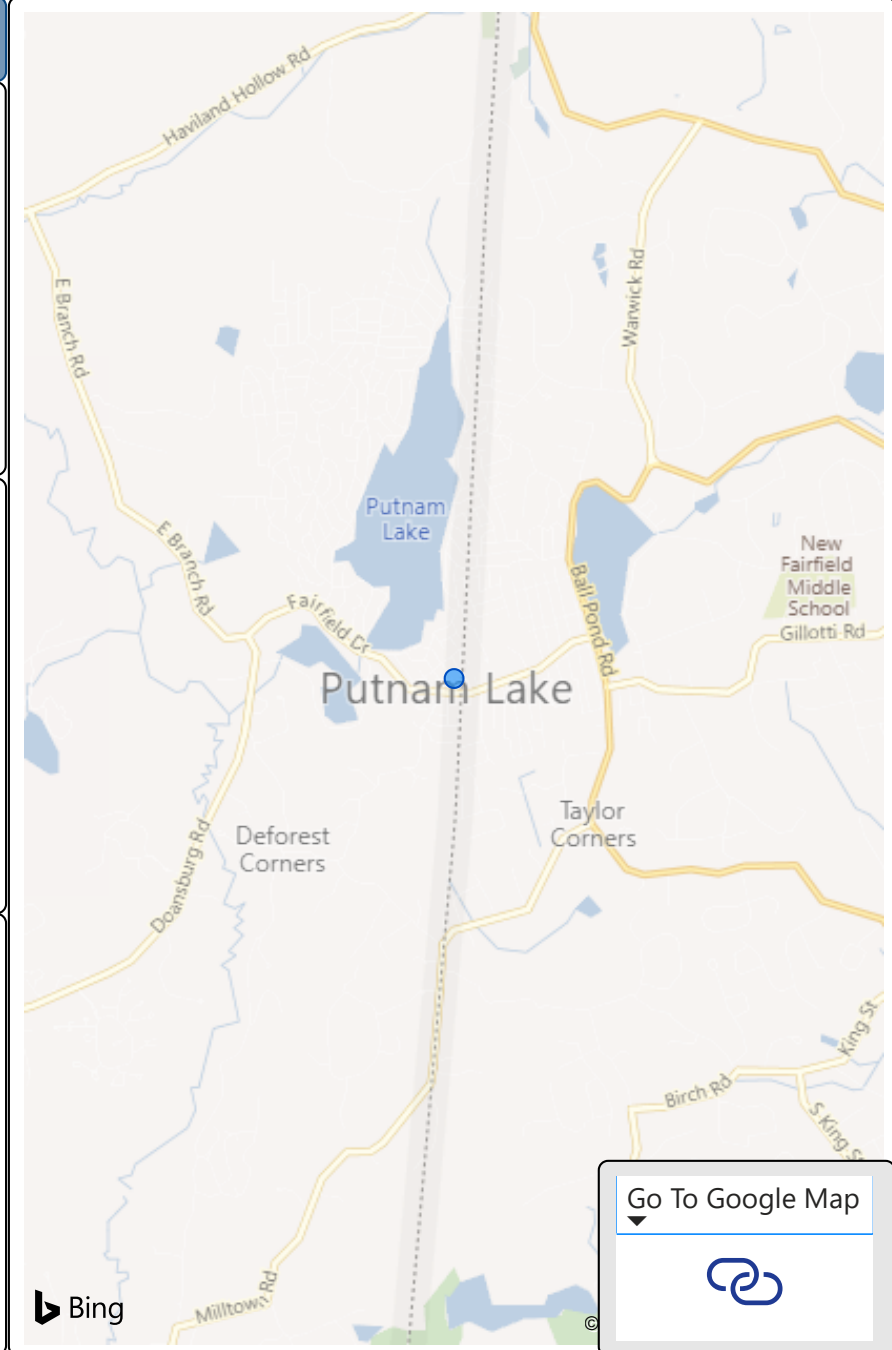 Haviland Hollow Rd
E Branch Rd
Warwick Rd
Putnam
Lake
E Branch Rd
New
Fairfield
Middle
School
Ball Pond Rd
Fairfield Dr
Gillotti Rd
Putnam Lake
Taylor
Corners
Deforest
Corners
Doansburg Rd
King St
Birch Rd
S King St
Go To Google Map
Milltown Rd
Bing
©